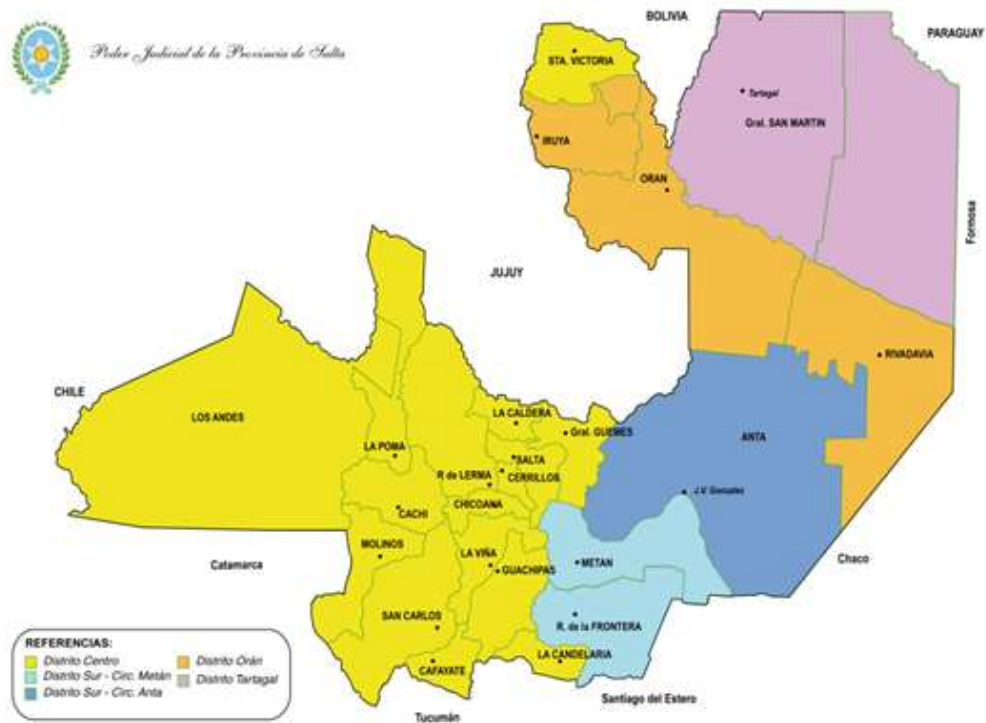 Poder Judicial de la Provincia de Salta
BOLIVIA
PARAGUAY
STA. VICTORIA
Tartagal
Gral. SAN MARTIN
IRUYA
ORAN
Formosa
JUJUY
RIVADAVIA
CHILE
LOS ANDES
LA CALDERA
Gral. GUEMES
ANTA
LA POMA
SALTA
R de LERMA
CERRILLOS
J.V. Gonzalez
CHICOANA
CACHI
MOLINOS
LA VIÑA
METAN
Chaco
Catamarca
GUACHIPAS
SAN CARLOS
R. de la FRONTERA
LA CANDELARIA
CAFAYATE
Santiago del Estero
Tucumán
REFERENCIAS:
Distrito Centro
Distrito Orán
Distrito Sur - Circ. Metán
Distrito Tartagal
Distrito Sur - Circ. Anta